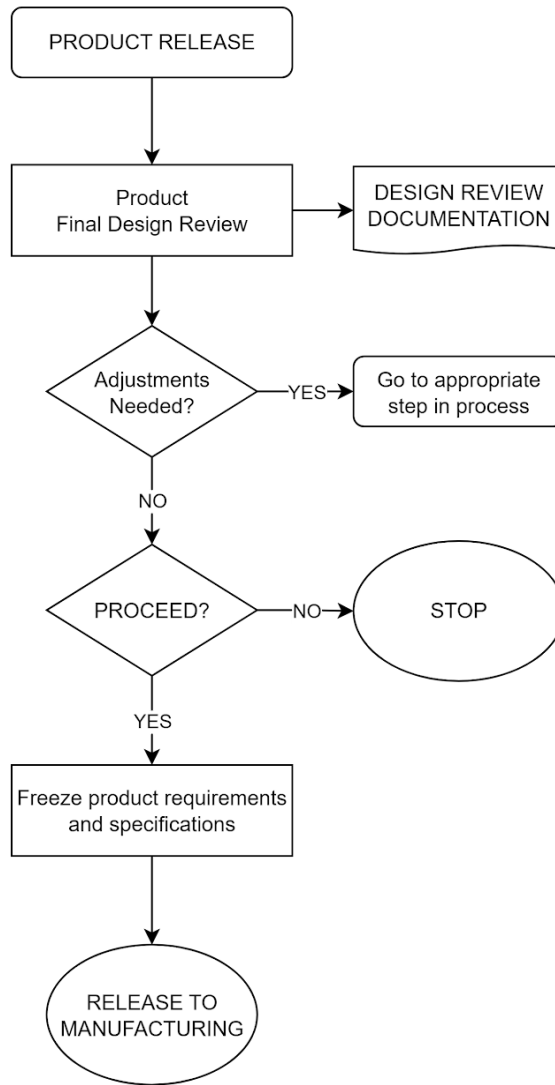 PRODUCT RELEASE
Product
Final Design Review
DESIGN REVIEW
DOCUMENTATION
Adjustments
Needed?
YES
Go to appropriate
step in process
NO
PROCEED?
NO
STOP
YES
Freeze product requirements
and specifications
RELEASE TO
MANUFACTURING